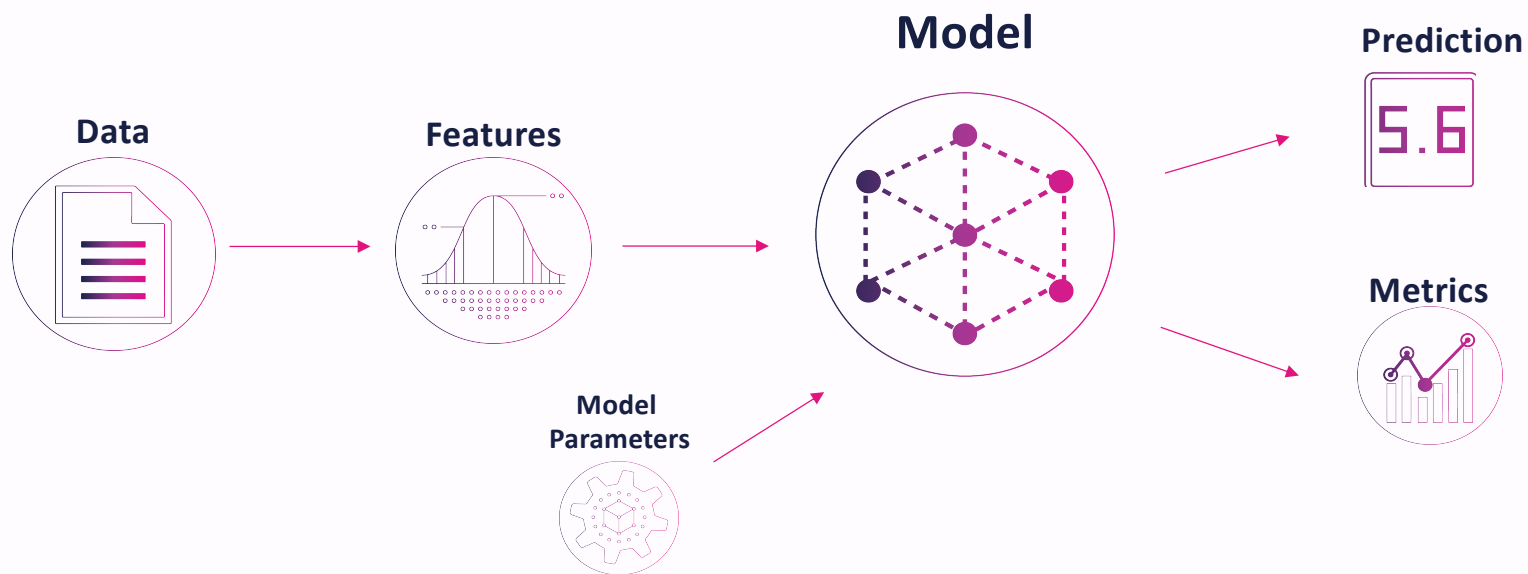 Model
Prediction
5.6
Data
Features
Metrics
Model
Parameters